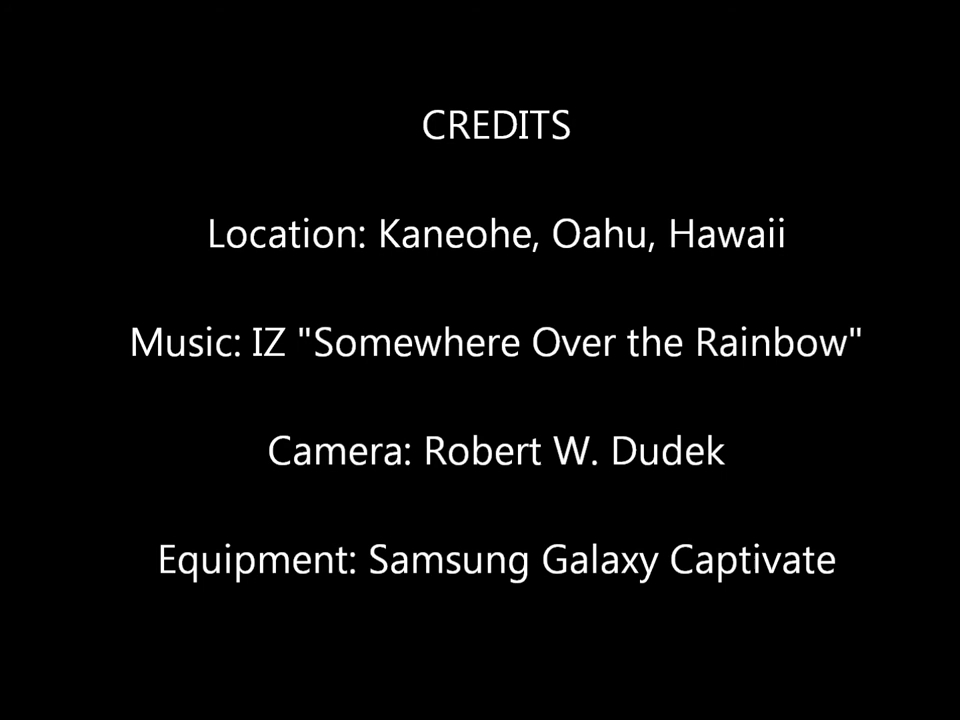 CREDITS
Location: Kaneohe, Oahu, Hawaii
Music: IZ "Somewhere Over the Rainbow"
Camera: Robert W. Dudek
Equipment: Samsung Galaxy Captivate